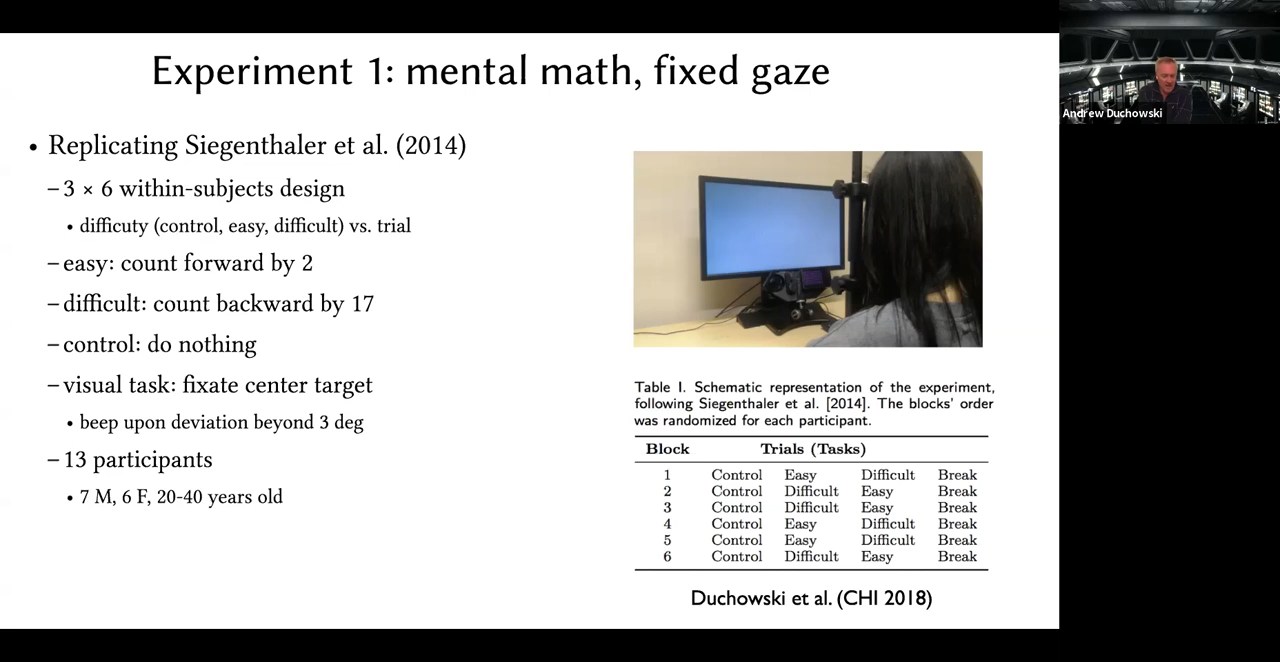 Experiment 1: mental math, fixed gaze
• Replicating Siegenthaler et al. (2014)
– 3 × 6 within-subjects design
• difficuty (control, easy, difficult) vs. trial
– easy: count forward by 2
– difficult: count backward by 17
– control: do nothing
– visual task: fixate center target
• beep upon deviation beyond 3 deg
– 13 participants
• 7 M, 6 F, 20-40 years old
Table I. Schematic representation of the experiment,
following Siegenthaler et al. [2014]. The blocks' order
was randomized for each participant.
Block Trials (Tasks)
1 Control Easy Difficult Break
2 Control Difficult Easy Break
3 Control Difficult Easy Break
4 Control Easy Difficult Break
5 Control Easy Difficult Break
6 Control Difficult Easy Break
Duchowski et al. (CHI 2018)
Andrew Duchowski